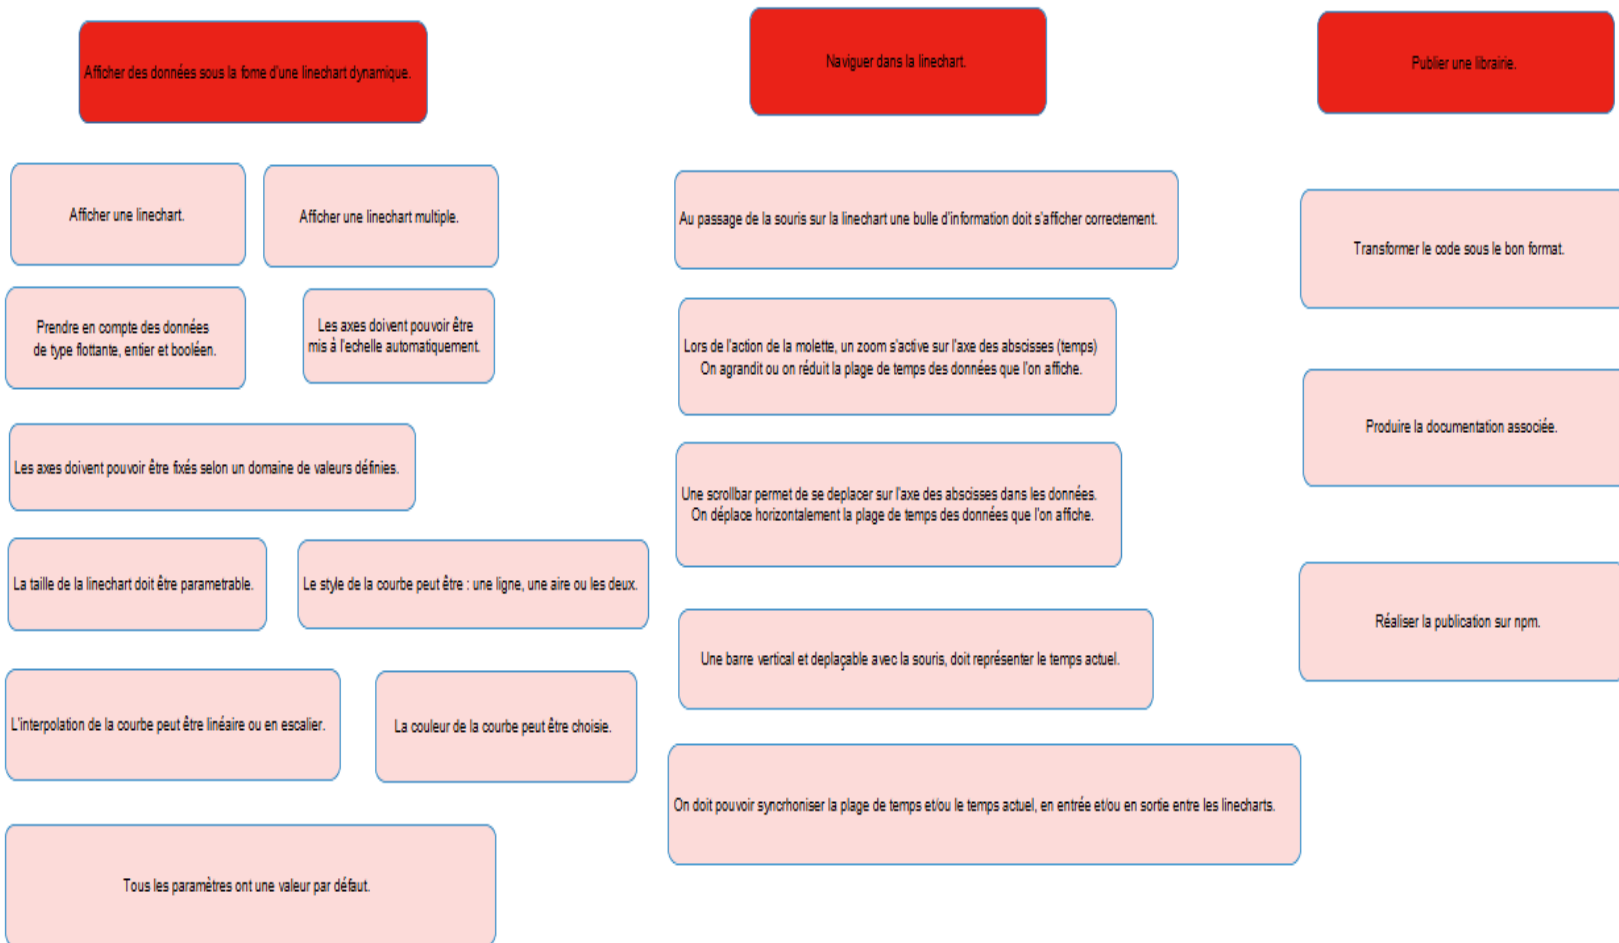 Afficher des données sous la fome d'une linechart dynamique.
Afficher une linechart.
Afficher une linechart multiple.
Prendre en compte des données
de type flottante, entier et booléen.
Les axes doivent pouvoir être
mis à l'echelle automatiquement.
Les axes doivent pouvoir être fixés selon un domaine de valeurs définies.
La taille de la linechart doit être parametrable.
Le style de la courbe peut être : une ligne, une aire ou les deux.
L'interpolation de la courbe peut être linéaire ou en escalier.
La couleur de la courbe peut être choisie.
Tous les paramètres ont une valeur par défaut.
Naviguer dans la linechart.
Au passage de la souris sur la linechart une bulle d'information doit s'afficher correctement.
Lors de l'action de la molette, un zoom s'active sur l'axe des abscisses (temps)
On agrandit ou on réduit la plage de temps des données que l'on affiche.
Une scrollbar permet de se deplacer sur l'axe des abscisses dans les données.
On déplace horizontalement la plage de temps des données que l'on affiche.
Une barre vertical et deplaçable avec la souris, doit représenter le temps actuel.
On doit pouvoir syncrhoniser la plage de temps et/ou le temps actuel, en entrée et/ou en sortie entre les linecharts.
Publier une librairie.
Transformer le code sous le bon format.
Produire la documentation associée.
Réaliser la publication sur npm.